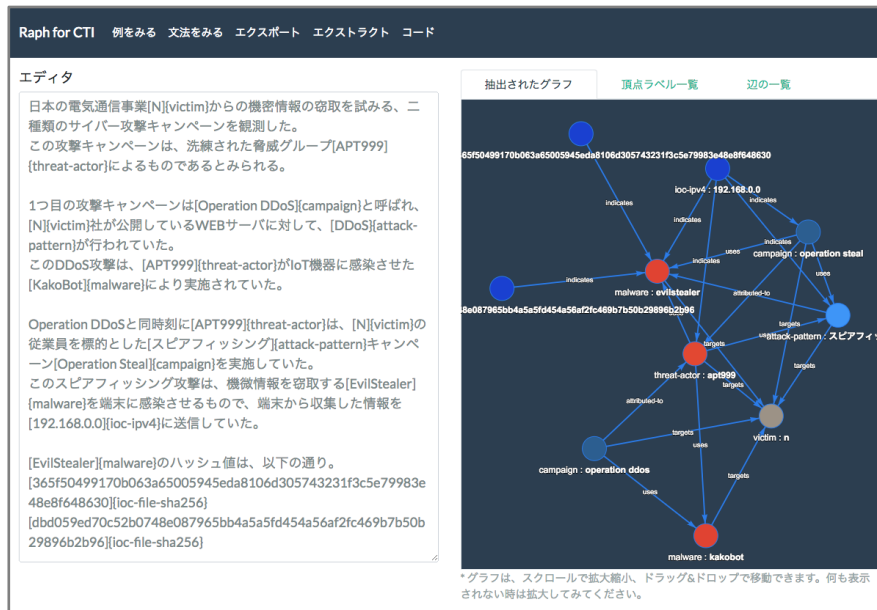 Raph for CTI 例をみる 文法をみる エクスポート エクストラクト コード
エディタ
日本の電気通信事業[N]{victim}からの機密情報の窃取を試みる、二
種類のサイバー攻撃キャンペーンを観測した。
この攻撃キャンペーンは、洗練された脅威グループ[APT999]
{threat-actor}によるものであるとみられる。
1つ目の攻撃キャンペーンは[Operation DDoS]{campaign}と呼ばれ、
[N]{victim}社が公開しているWEBサーバに対して、[DDoS]{attack-
pattern}が行われていた。
このDDoS攻撃は、[APT999]{threat-actor}がIoT機器に感染させた
[KakoBot]{malware}により実施されていた。
Operation DDoSと同時刻に[APT999]{threat-actor}は、[N]{victim}の
従業員を標的とした[スピアフィッシング]{attack-pattern}キャンペ
ーン[Operation Steal]{campaign}を実施していた。
このスピアフィッシング攻撃は、機微情報を窃取する[EvilStealer]
{malware}を端末に感染させるもので、端末から収集した情報を
[192.168.0.0]{ioc-ipv4}に送信していた。
[EvilStealer]{malware}のハッシュ値は、以下の通り。
[365f50499170b063a65005945eda8106d305743231f3c5e79983e
48e8f648630]{ioc-file-sha256}
[dbd059ed70c52b0748e087965bb4a5a5fd454a56af2fc469b7b50b
29896b2b96]{ioc-file-sha256}
抽出されたグラフ 頂点ラベル一覧 辺の一覧
365f50499170b063a65005945eda8106d305743231f3c5e79983e48e8f648630
ioc-ipv4 : 192.168.0.0
indicates
indicates
indicates
indicates
uses
campaign : operation steal
indicates
uses
indicates
malware : evilstealer
attributed-to
48e087965bb4a5a5fd454a56af2fc469b7b50b29896b2b96
targets
uses
attack-pattern : スピアフィッ
targets
threat-actor : apt999
targets
targets
attributed-to
targets
victim : n
uses
campaign : operation ddos
targets
uses
malware : kakobot
* グラフは、スクロールで拡大縮小、ドラッグ&ドロップで移動できます。何も表示
されない時は拡大してみてください。